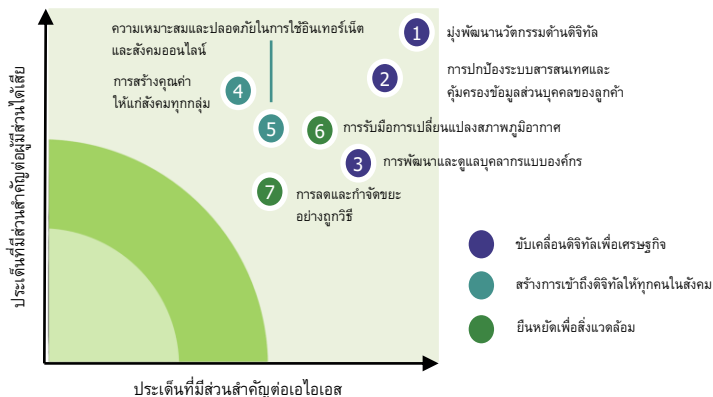 ความเหมาะสมและปลอดภัยในการใช้อินเทอร์เน็ต
และสังคมออนไลน์
1
มุ่งพัฒนานวัตกรรมด้านดิจิทัล
2
การปกป้องระบบสารสนเทศและ
คุ้มครองข้อมูลส่วนบุคคลของลูกค้า
การสร้างคุณค่า
ให้แก่สังคมทุกกลุ่ม
4
5
6
การรับมือการเปลี่ยนแปลงสภาพภูมิอากาศ
3
การพัฒนาและดูแลบุคลากรแบบองค์กร
7
การลดและกำจัดขยะ
อย่างถูกวิธี
ขับเคลื่อนดิจิทัลเพื่อเศรษฐกิจ
สร้างการเข้าถึงดิจิทัลให้ทุกคนในสังคม
ยืนหยัดเพื่อสิ่งแวดล้อม
ประเด็นที่มีส่วนสำคัญต่อผู้มีส่วนได้เสีย
ประเด็นที่มีส่วนสำคัญต่อเอไอเอส